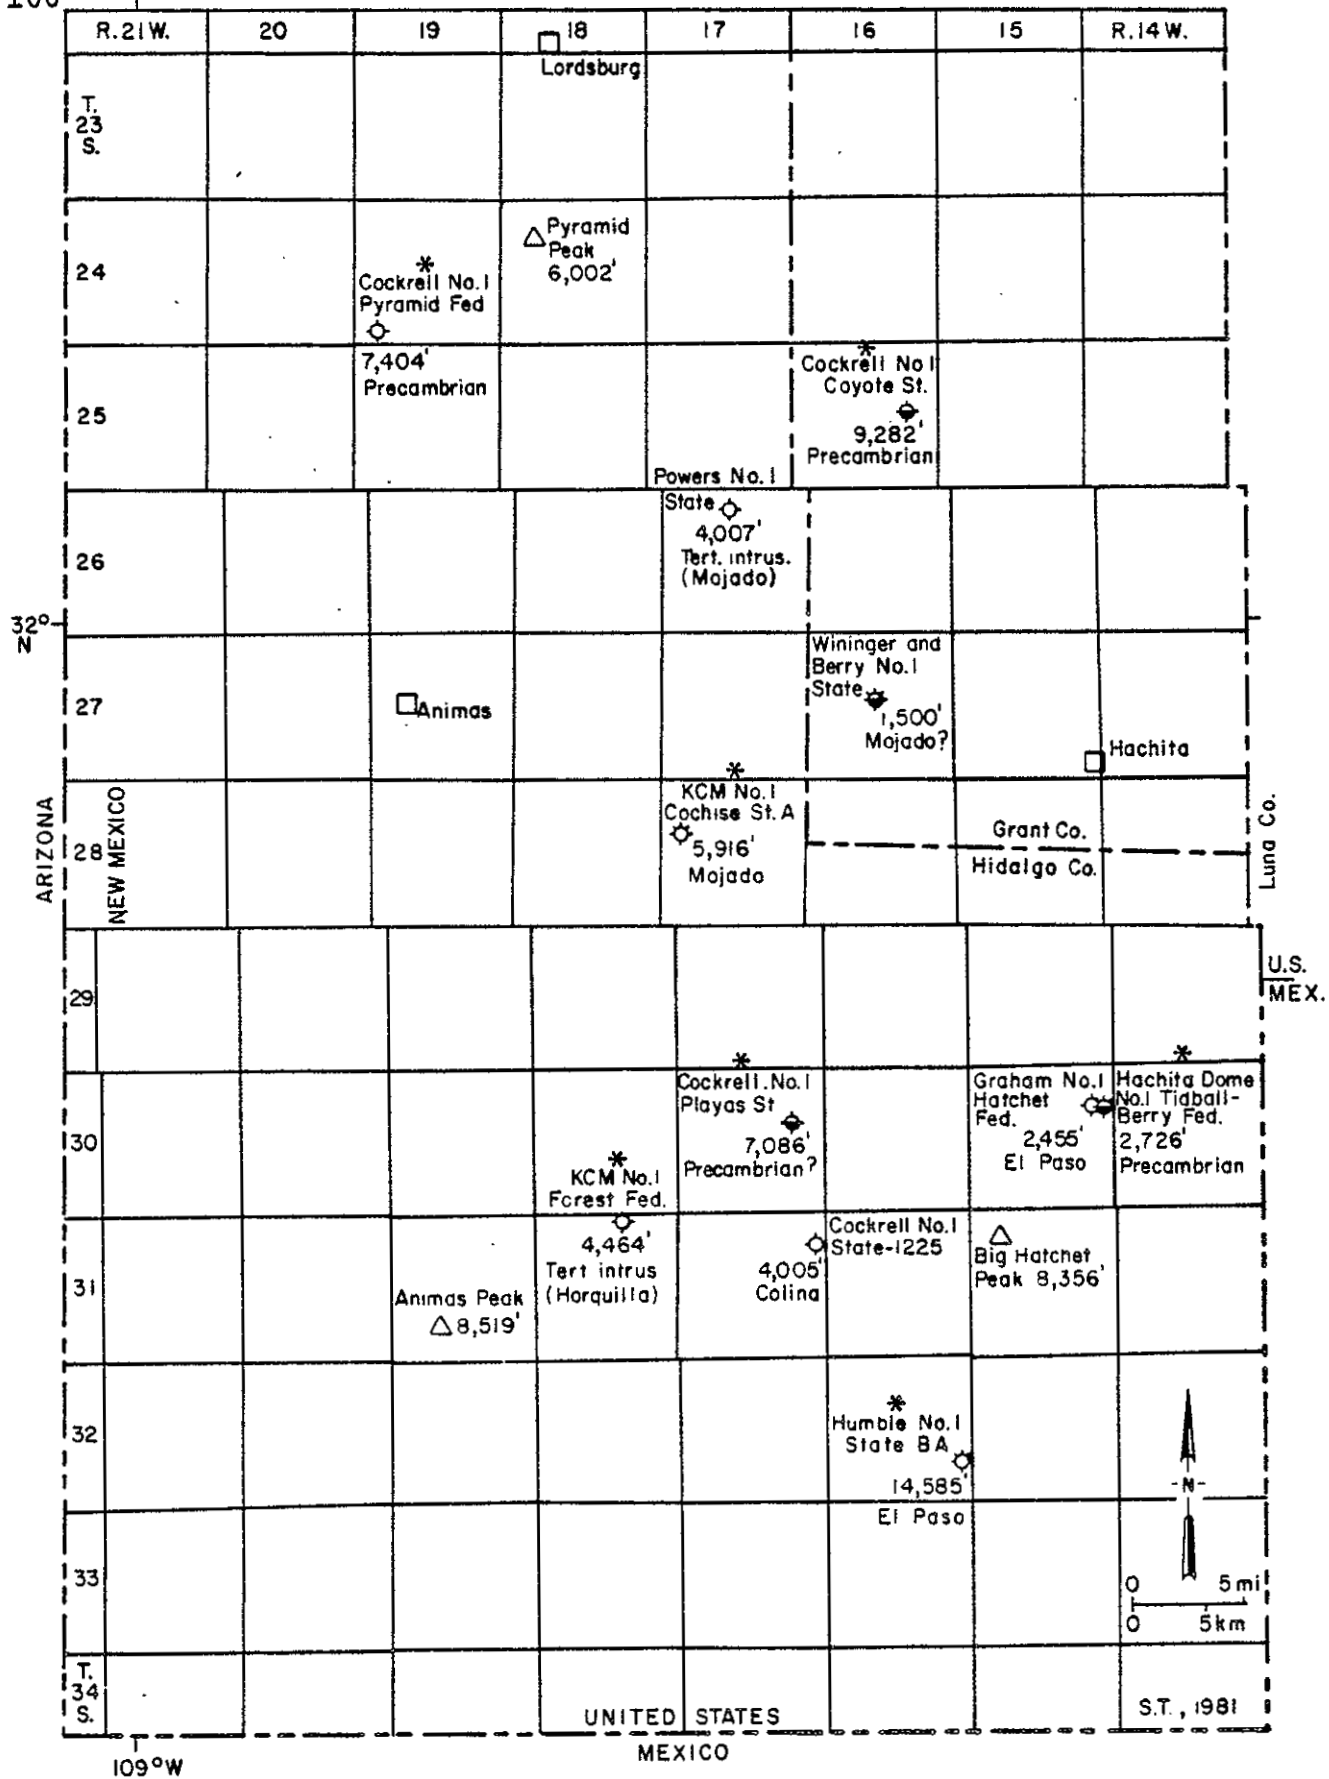 R.21W. 20 19 18 17 16 15 R.14W.
Lordsburg
T.
23
S.
24
Pyramid
Peak
6,002'
*
Cockrell No.1
Pyramid Fed
7,404'
Precambrian
25
*
Cockrell No 1
Coyote St.
9,282'
Precambrian
Powers No. 1
State
4,007'
Tert. intrus.
(Mojado)
26
32°
N
Wininger and
Berry No.1
State
1,500'
Mojado?
27
Animas
Hachita
*
KCM No.1
Cochise St. A
5,916'
Mojado
28
ARIZONA
NEW MEXICO
Grant Co.
Hidalgo Co.
Luna Co.
29
U.S.
MEX.
*
Cockrell.No.1
Playas St
7,086'
Precambrian?
Graham No.1
Hatchet
Fed.
2,455'
El Paso
*
Hachita Dome
No.1 Tidball-
Berry Fed.
2,726'
Precambrian
30
*
KCM No.1
Forest Fed.
4,464'
Tert intrus
(Horquilla)
Cockrell No.1
State-1225
4,005'
Colina
Big Hatchet
Peak 8,356'
31
Animas Peak
8,519'
32
*
Humble No.1
State BA
14,585'
El Paso
-N-
33
0 5 mi
0 5 km
T.
34
S.
UNITED STATES
MEXICO
S.T., 1981
109°W